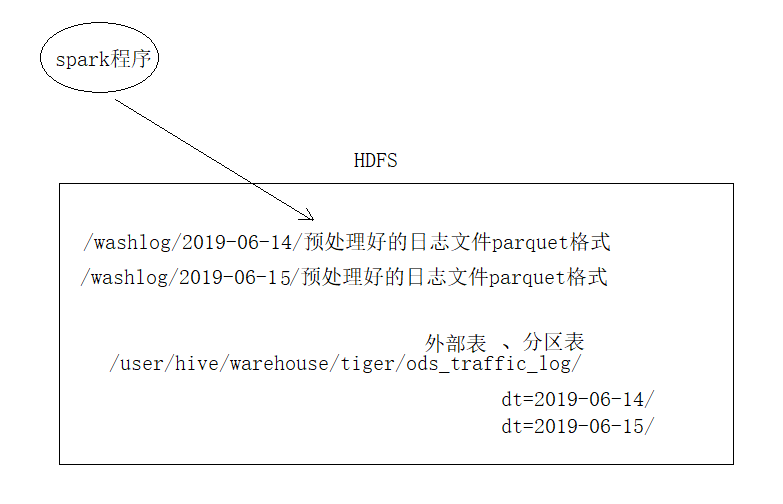 spark程序
HDFS
/washlog/2019-06-14/预处理好的日志文件parquet格式
/washlog/2019-06-15/预处理好的日志文件parquet格式
外部表 、分区表
/user/hive/warehouse/tiger/ods_traffic_log/
dt=2019-06-14/
dt=2019-06-15/